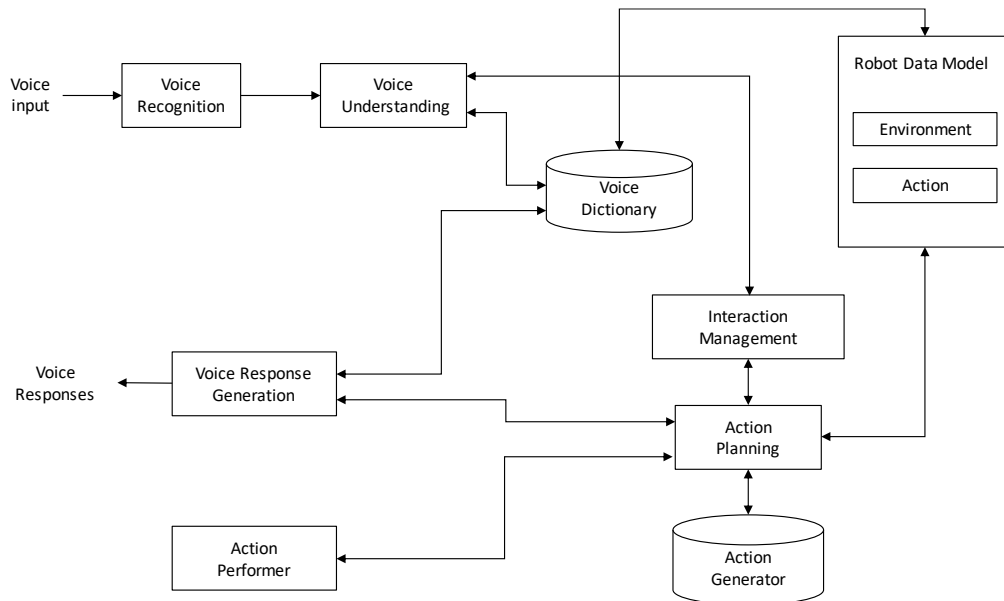 Voice
input
Voice
Recognition
Voice
Understanding
Robot Data Model
Environment
Action
Voice
Dictionary
Interaction
Management
Voice
Responses
Voice Response
Generation
Action
Planning
Action
Performer
Action
Generator